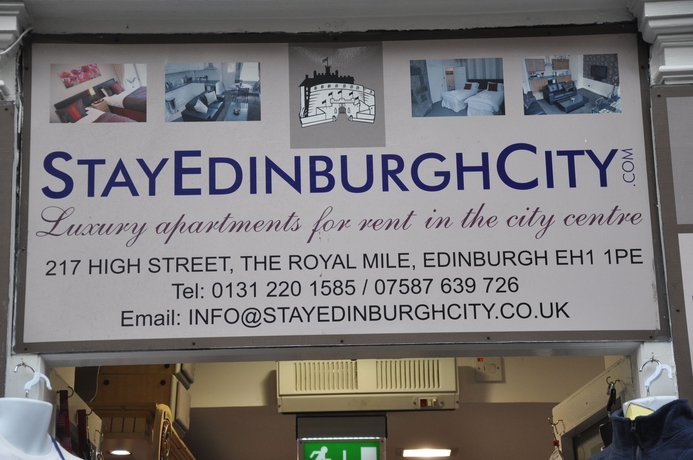 STAYEDINBURGHCITY.COM
Luxury apartments for rent in the city centre
217 HIGH STREET, THE ROYAL MILE, EDINBURGH EH1 1PE
Tel: 0131 220 1585 / 07587 639 726
Email: INFO@STAYEDINBURGHCITY.CO.UK